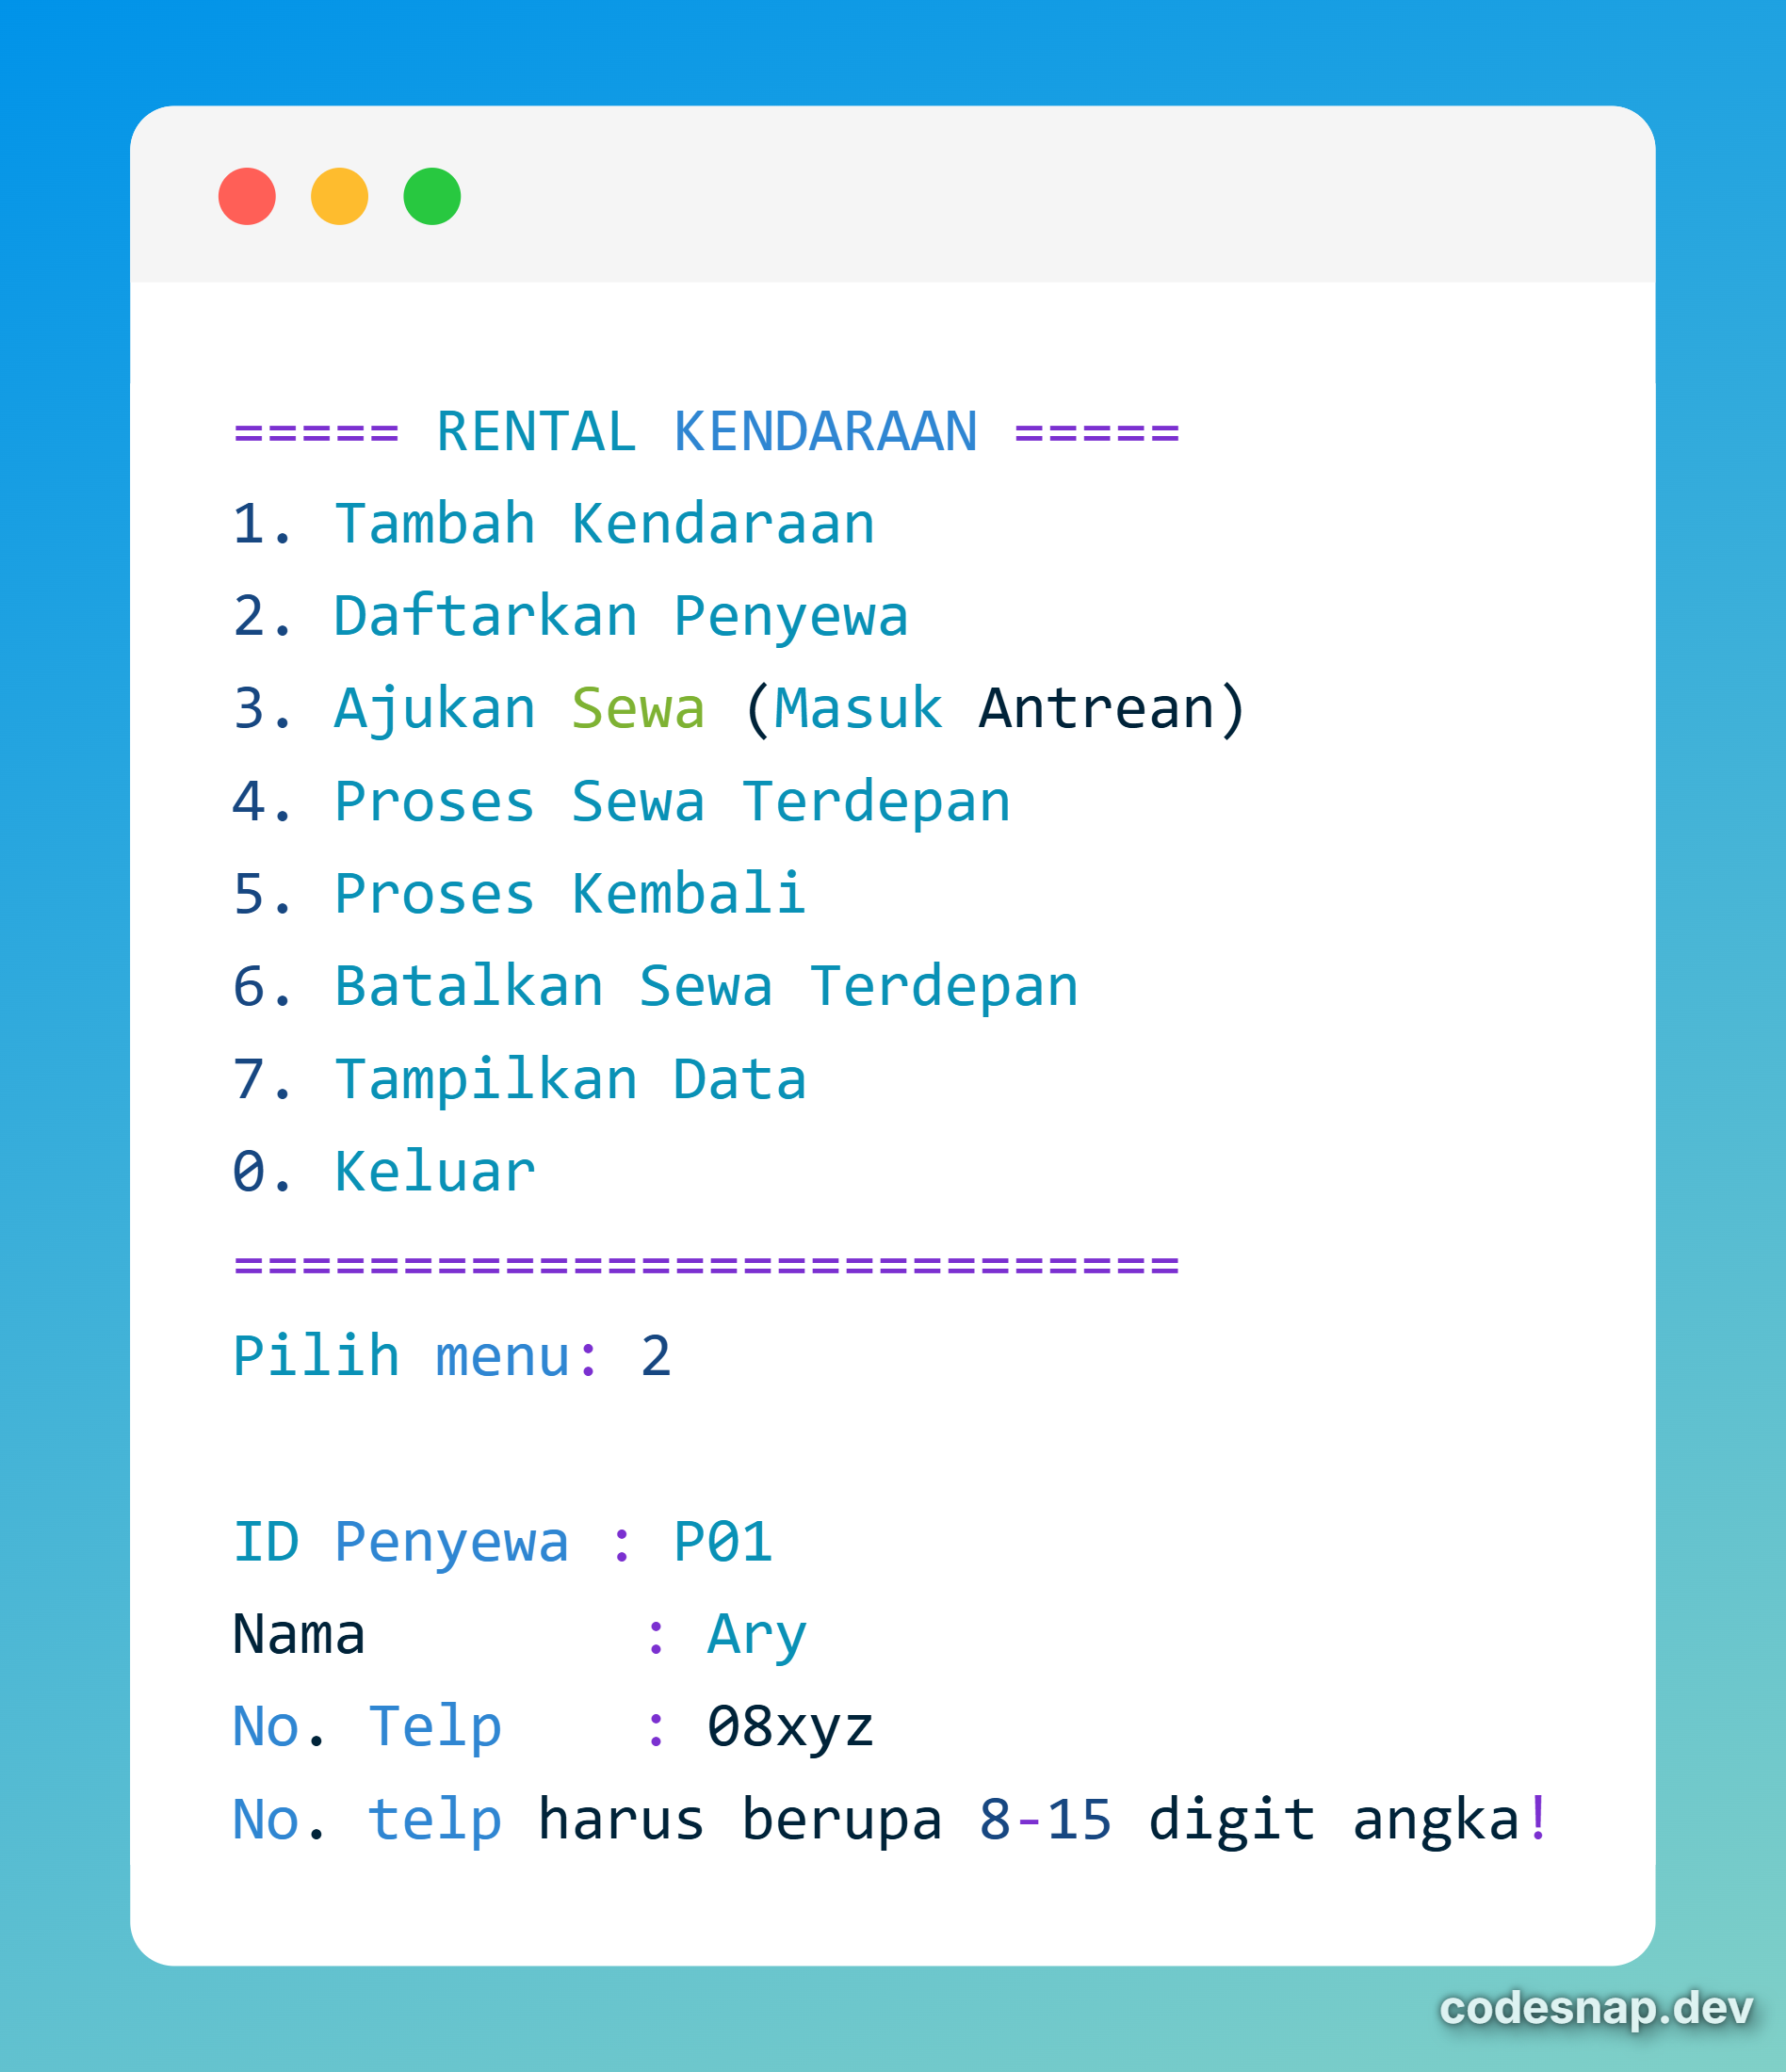 ===== RENTAL KENDARAAN =====
1. Tambah Kendaraan
2. Daftarkan Penyewa
3. Ajukan Sewa (Masuk Antrean)
4. Proses Sewa Terdepan
5. Proses Kembali
6. Batalkan Sewa Terdepan
7. Tampilkan Data
0. Keluar
============================
Pilih menu: 2
ID Penyewa : P01
Nama        : Ary
No. Telp    : 08xyz
No. telp harus berupa 8-15 digit angka!
codesnap.dev